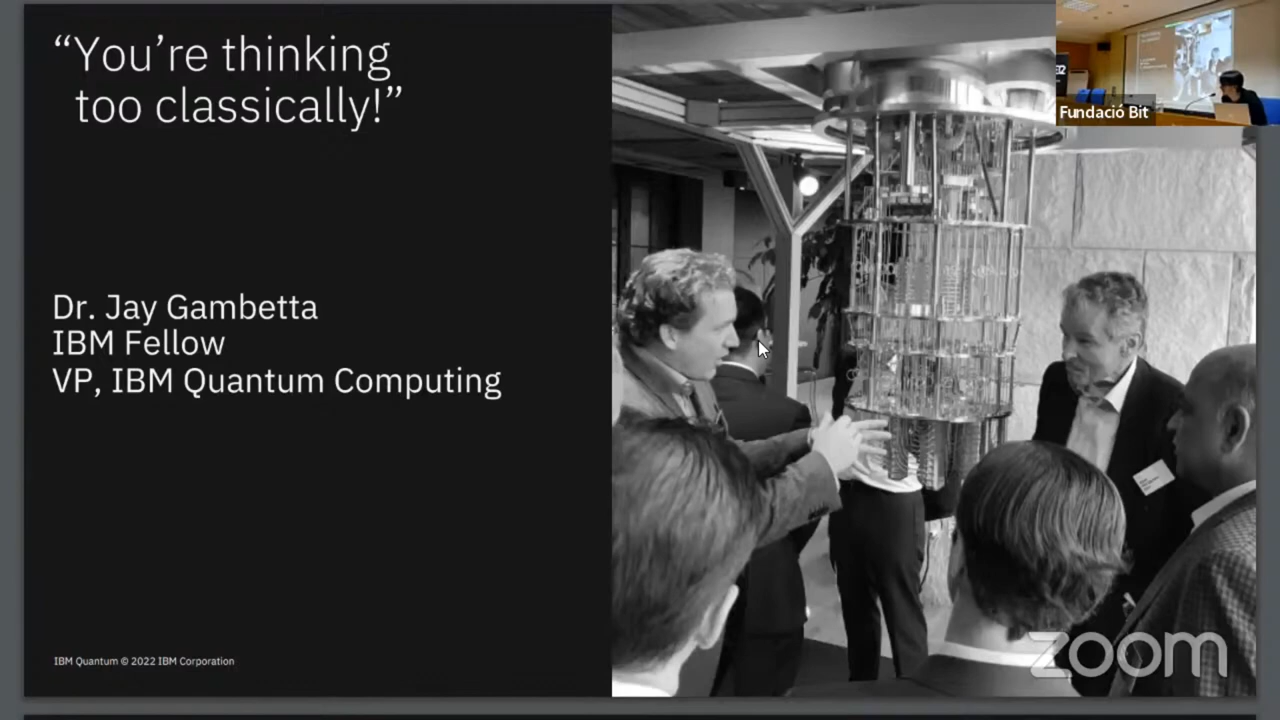 “You’re thinking
too classically!”
Dr. Jay Gambetta
IBM Fellow
VP, IBM Quantum Computing
IBM Quantum © 2022 IBM Corporation
Fundació Bit
zoom